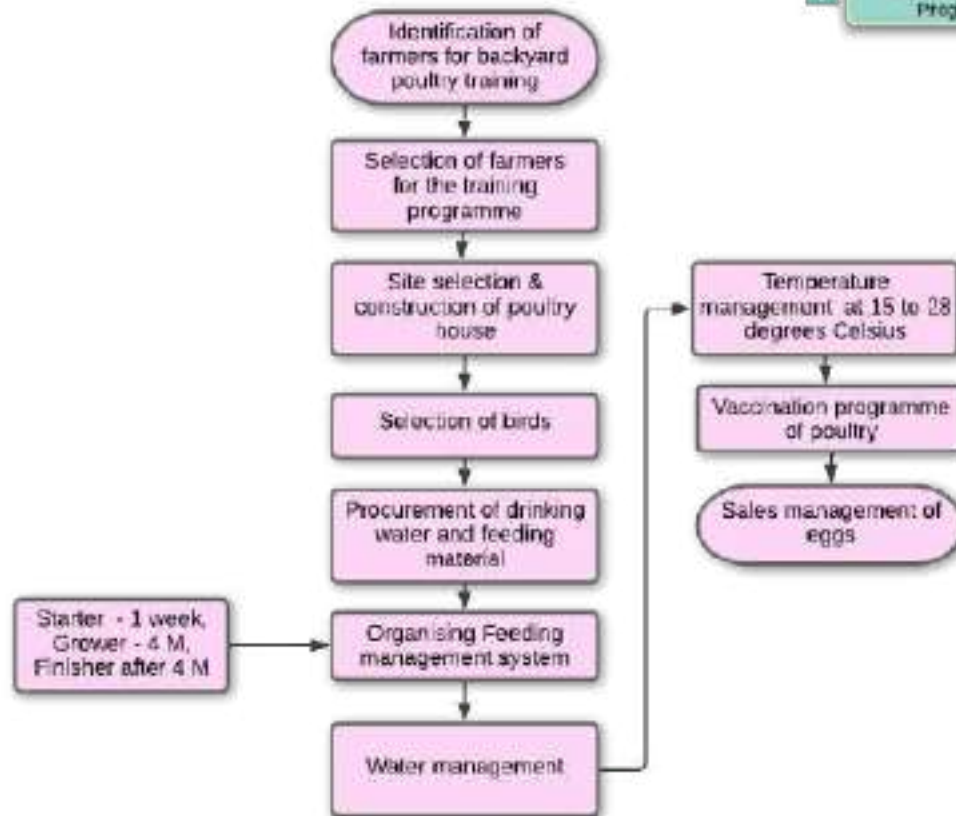 Identification of
farmers for backyard
poultry training
Selection of farmers
for the training
programme
Site selection &
construction of poultry
house
Selection of birds
Procurement of drinking
water and feeding
material
Starter - 1 week,
Grower - 4 M,
Finisher after 4 M
Organising Feeding
management system
Water management
Temperature
management at 15 to 28
degrees Celsius
Vaccination programme
of poultry
Sales management of
eggs